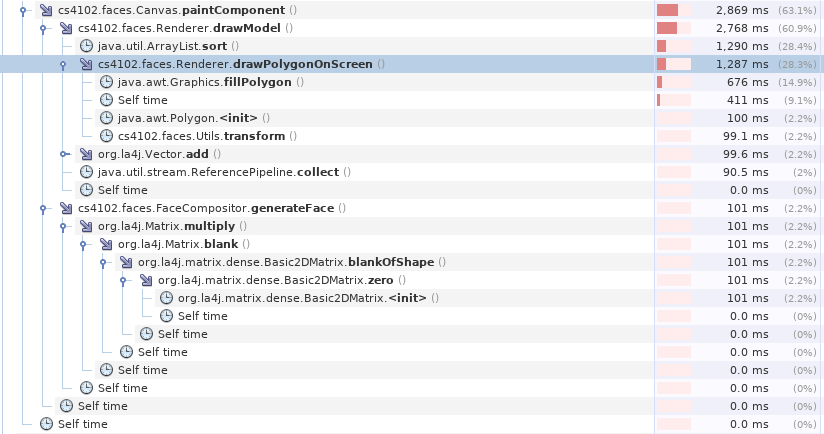 cs4102.faces.Canvas.paintComponent () 2,869 ms (63.1%)
cs4102.faces.Renderer.drawModel () 2,768 ms (60.9%)
java.util.ArrayList.sort () 1,290 ms (28.4%)
cs4102.faces.Renderer.drawPolygonOnScreen () 1,287 ms (28.3%)
java.awt.Graphics.fillPolygon () 676 ms (14.9%)
Self time 411 ms (9.1%)
java.awt.Polygon.<init> () 100 ms (2.2%)
cs4102.faces.Utils.transform () 99.1 ms (2.2%)
org.la4j.Vector.add () 99.6 ms (2.2%)
java.util.stream.ReferencePipeline.collect () 90.5 ms (2%)
Self time 0.0 ms (0%)
cs4102.faces.FaceCompositor.generateFace () 101 ms (2.2%)
org.la4j.Matrix.multiply () 101 ms (2.2%)
org.la4j.Matrix.blank () 101 ms (2.2%)
org.la4j.matrix.dense.Basic2DMatrix.blankOfShape () 101 ms (2.2%)
org.la4j.matrix.dense.Basic2DMatrix.zero () 101 ms (2.2%)
org.la4j.matrix.dense.Basic2DMatrix.<init> () 101 ms (2.2%)
Self time 0.0 ms (0%)
Self time 0.0 ms (0%)
Self time 0.0 ms (0%)
Self time 0.0 ms (0%)
Self time 0.0 ms (0%)
Self time 0.0 ms (0%)
Self time 0.0 ms (0%)